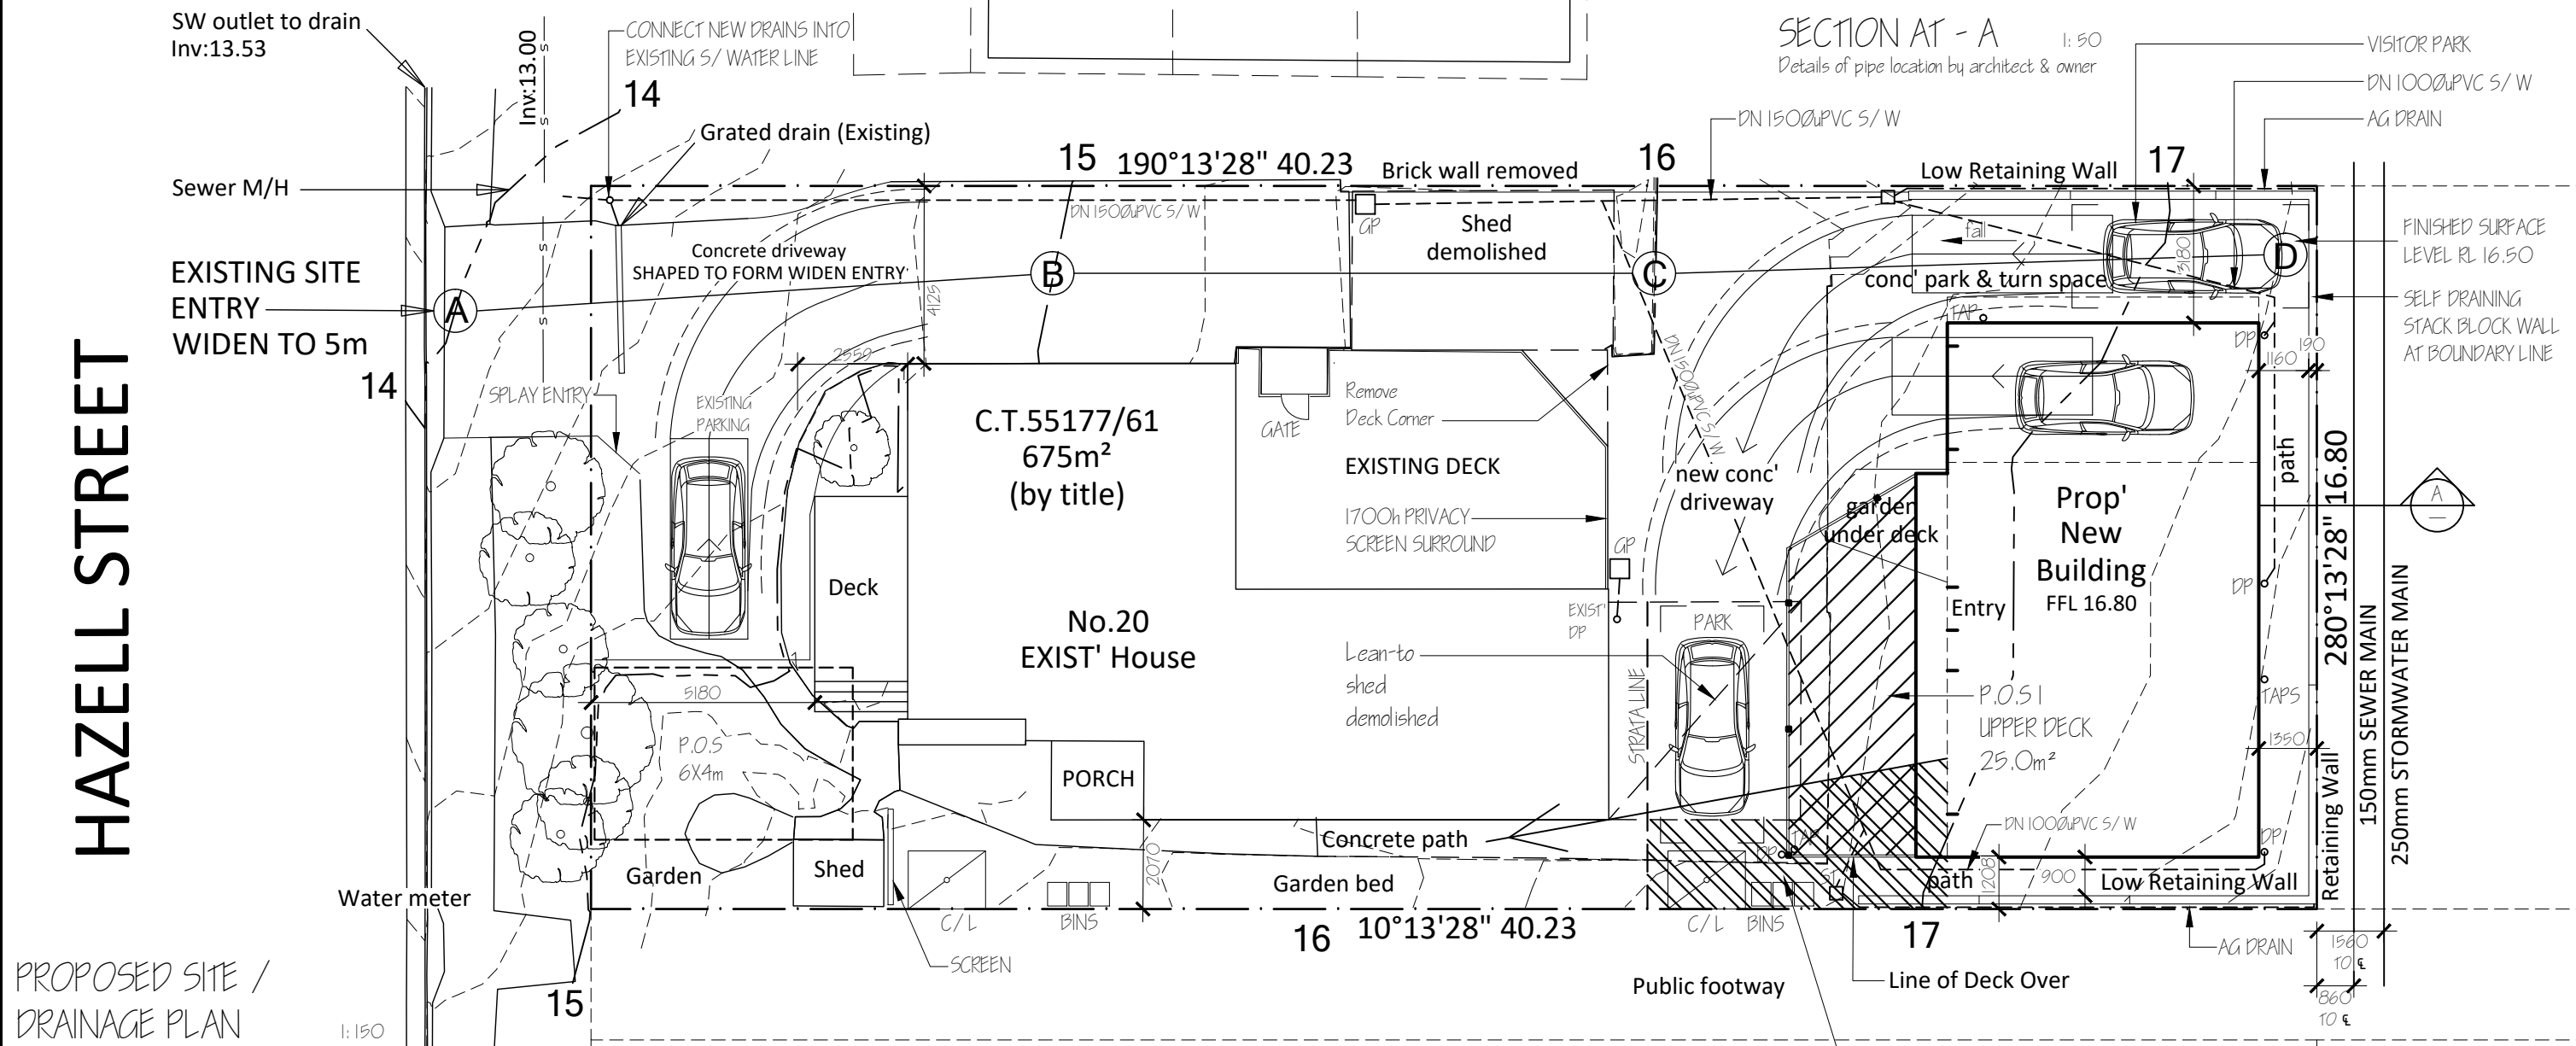 SW outlet to drain
Inv:13.53
Inv:13.00
S
S
CONNECT NEW DRAINS INTO
EXISTING S/WATER LINE
14
SECTION AT - A
1:50
Details of pipe location by architect & owner
VISITOR PARK
DN 100ØuPVC S/W
AG DRAIN
DN 150ØuPVC S/W
Grated drain (Existing)
Sewer M/H
15
190°13'28" 40.23
Brick wall removed
16
Low Retaining Wall
17
DN 150ØuPVC S/W
GP
Shed
demolished
fall
3180
FINISHED SURFACE
LEVEL RL 16.50
EXISTING SITE
ENTRY
WIDEN TO 5m
Concrete driveway
SHAPED TO FORM WIDEN ENTRY
A
B
C
D
4125
conc' park & turn space
SELF DRAINING
STACK BLOCK WALL
AT BOUNDARY LINE
S
S
TAP
DP
190
1160
DN 150ØuPVC S/W
HAZELL STREET
14
SPLAY ENTRY
EXISTING
PARKING
2559
C.T.55177/61
675m²
(by title)
GATE
Remove
Deck Corner
EXISTING DECK
1700h PRIVACY
SCREEN SURROUND
new conc'
driveway
garden
under deck
Prop'
New
Building
FFL 16.80
path
280°13'28" 16.80
A
Deck
GP
EXIST'
DP
Entry
DP
No.20
EXIST' House
Lean-to
shed
demolished
PARK
STRATA LINE
P.O.S I
UPPER DECK
25.0m²
TAPS
150mm SEWER MAIN
250mm STORMWATER MAIN
5180
P.O.S
6X4m
PORCH
1350
Retaining Wall
Concrete path
TAP
DP
DN 100ØuPVC S/W
DP
Garden
Shed
2070
Garden bed
path
1208
900
Low Retaining Wall
Water meter
C/L
BINS
16
10°13'28" 40.23
C/L
BINS
17
AG DRAIN
1560
TO ℄
SCREEN
Public footway
Line of Deck Over
PROPOSED SITE /
DRAINAGE PLAN
1:150
15
860
TO ℄